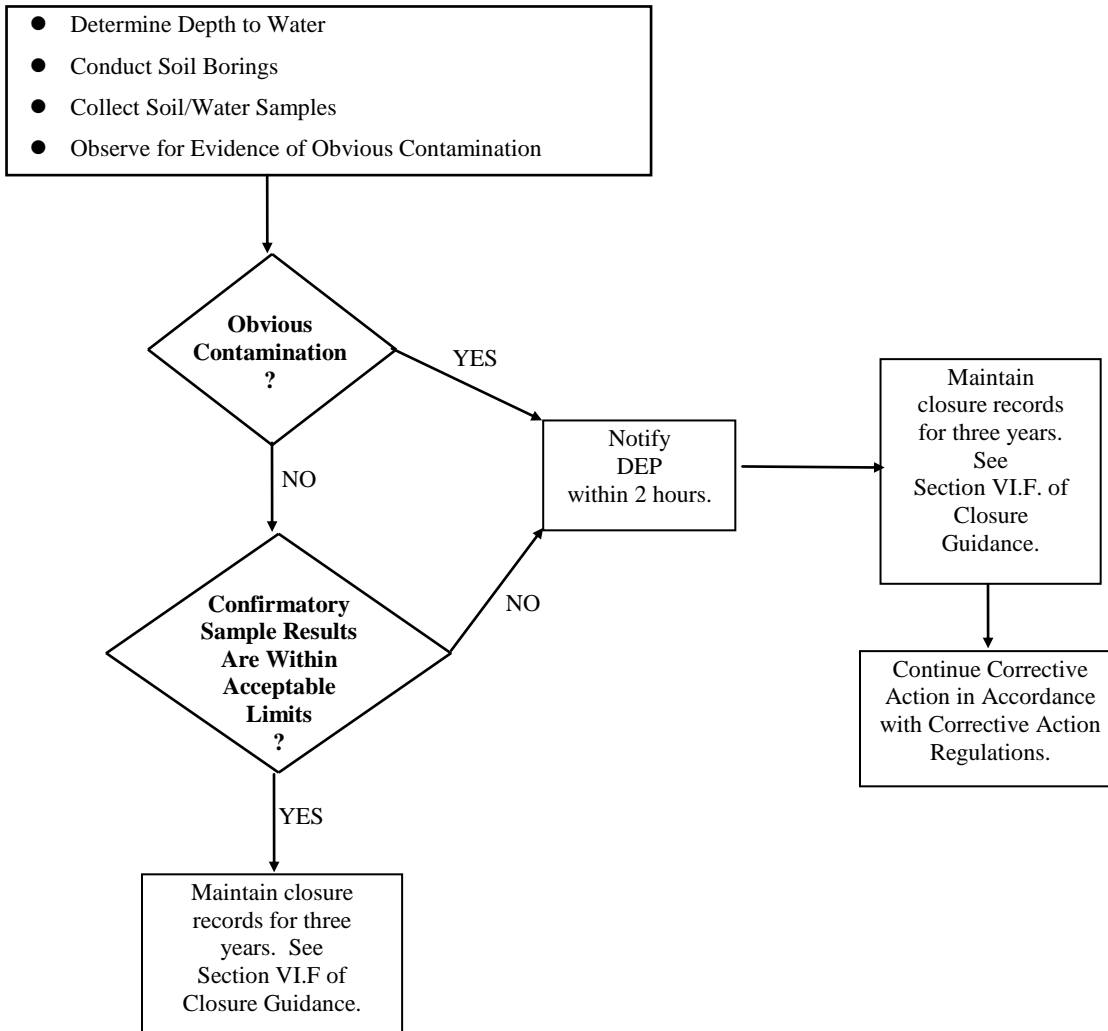 ● Determine Depth to Water
● Conduct Soil Borings
● Collect Soil/Water Samples
● Observe for Evidence of Obvious Contamination
Obvious
Contamination
?
YES
NO
Notify
DEP
within 2 hours.
Maintain
closure records
for three years.
See
Section VI.F. of
Closure
Guidance.
Continue Corrective
Action in Accordance
with Corrective Action
Regulations.
Confirmatory
Sample Results
Are Within
Acceptable
Limits
?
NO
YES
Maintain closure
records for three
years.  See
Section VI.F of
Closure Guidance.